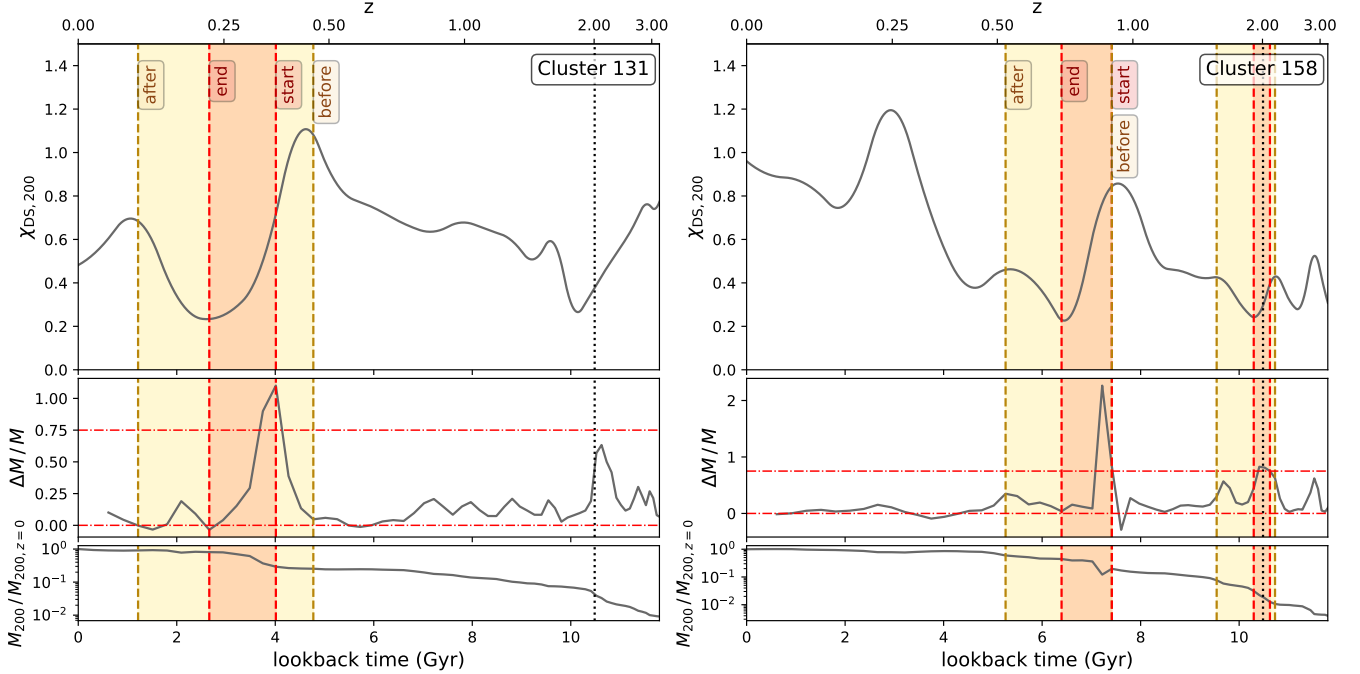 z
z
0.00 0.25 0.50 1.00 2.00 3.00
0.00 0.25 0.50 1.00 2.00 3.00
Cluster 131
Cluster 158
after
end
start
before
after
end
start
before
χDS, 200
1.4
1.2
1.0
0.8
0.6
0.4
0.2
0.0
χDS, 200
1.4
1.2
1.0
0.8
0.6
0.4
0.2
0.0
ΔM / M
1.00
0.75
0.50
0.25
0.00
ΔM / M
2
1
0
M200 / M200, z = 0
10⁰
10⁻¹
10⁻²
M200 / M200, z = 0
10⁰
10⁻¹
10⁻²
0 2 4 6 8 10
0 2 4 6 8 10
lookback time (Gyr)
lookback time (Gyr)